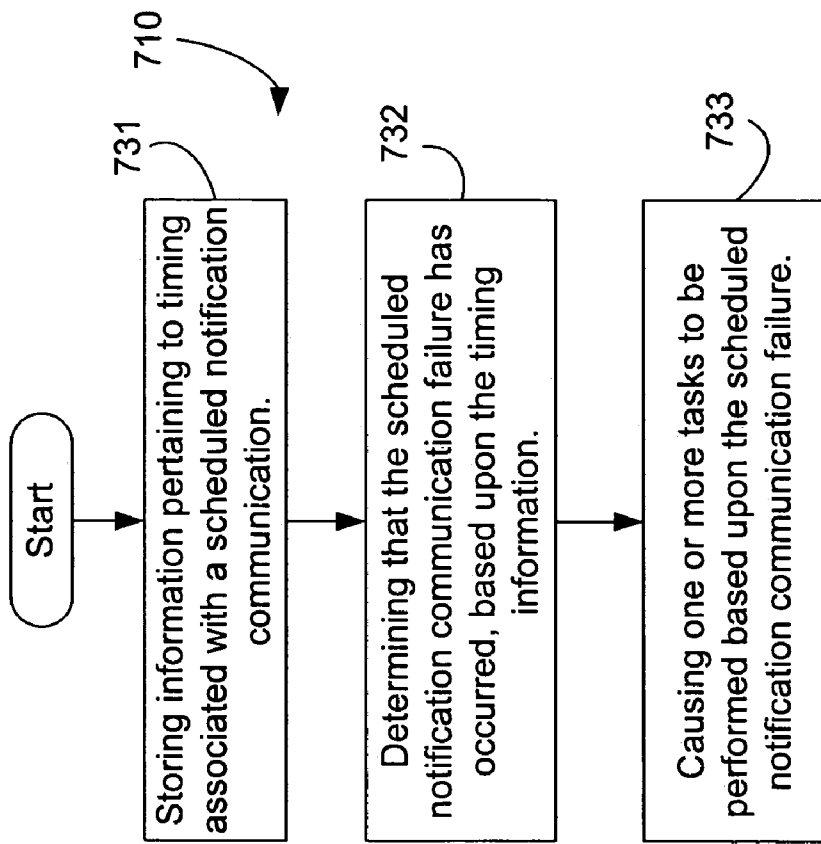 Start
710
731
Storing information pertaining to timing
associated with a scheduled notification
communication.
732
Determining that the scheduled
notification communication failure has
occurred, based upon the timing
information.
733
Causing one or more tasks to be
performed based upon the scheduled
notification communication failure.